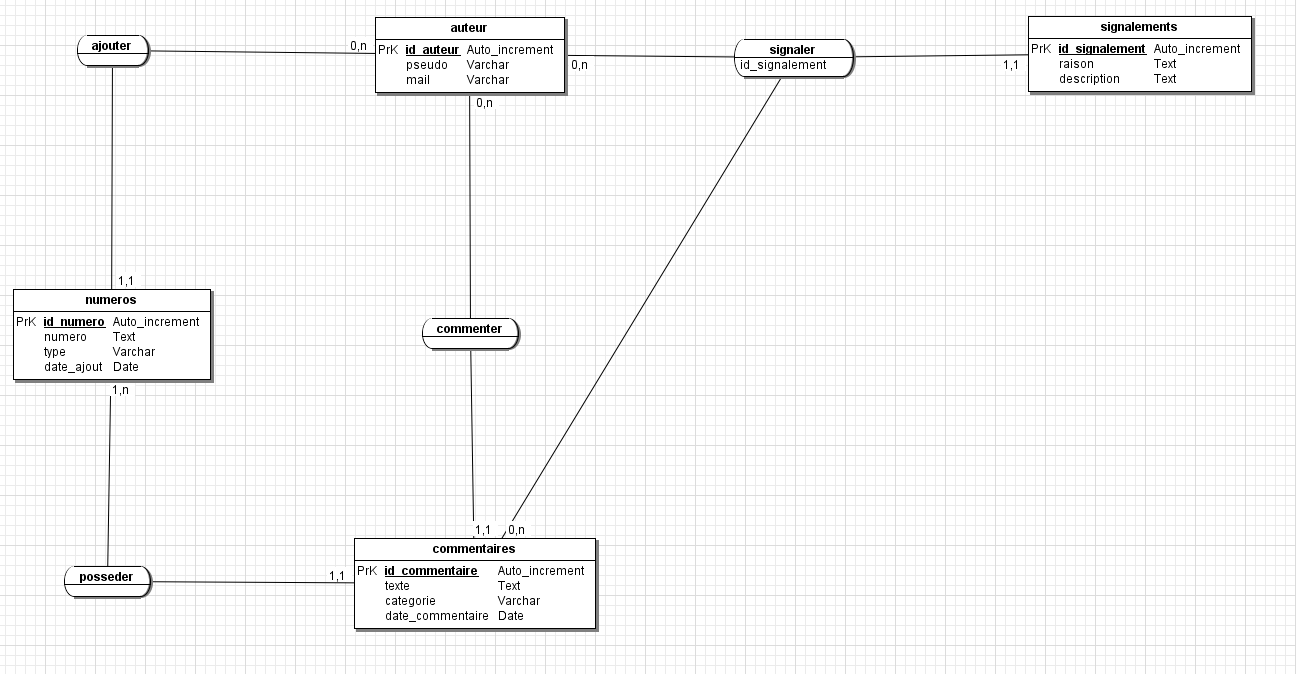 auteur
PrK id_auteur Auto_increment
pseudo Varchar
mail Varchar
signalements
PrK id_signalement Auto_increment
raison Text
description Text
ajouter
0,n
signaler
id_signalement
0,n
1,1
0,n
1,1
numeros
PrK id_numero Auto_increment
numero Text
type Varchar
date_ajout Date
commenter
1,n
1,1
0,n
commentaires
PrK id_commentaire Auto_increment
texte Text
categorie Varchar
date_commentaire Date
posseder
1,1